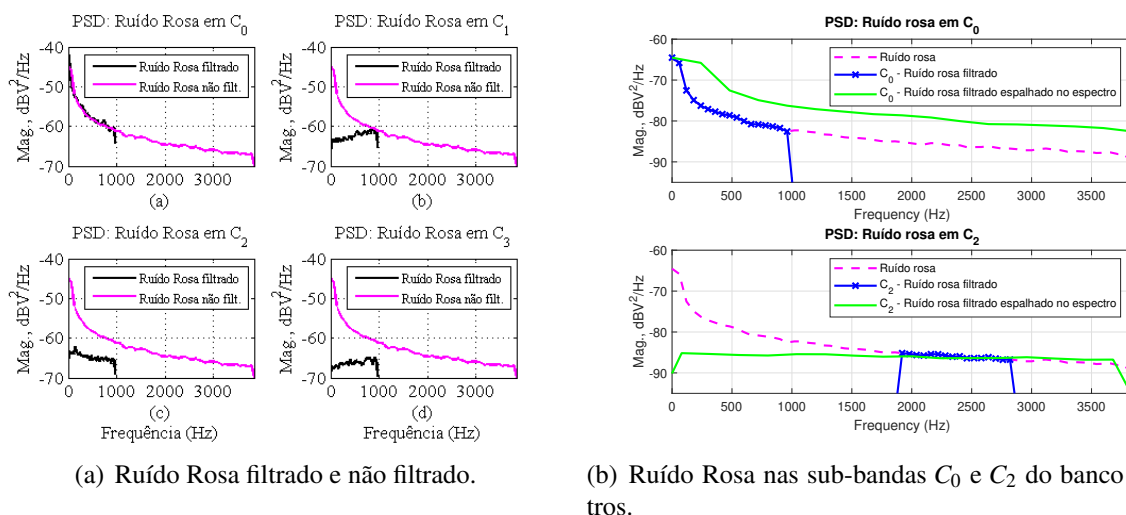 PSD: Ruído Rosa em C0
-40
-50
-60
-70
Mag., dBV²/Hz
Ruído Rosa filtrado
Ruído Rosa não filt.
0 1000 2000 3000
(a)
PSD: Ruído Rosa em C1
-40
-50
-60
-70
Mag., dBV²/Hz
Ruído Rosa filtrado
Ruído Rosa não filt.
0 1000 2000 3000
(b)
PSD: Ruído Rosa em C2
-40
-50
-60
-70
Mag., dBV²/Hz
Ruído Rosa filtrado
Ruído Rosa não filt.
0 1000 2000 3000
(c)
Frequência (Hz)
PSD: Ruído Rosa em C3
-40
-50
-60
-70
Mag., dBV²/Hz
Ruído Rosa filtrado
Ruído Rosa não filt.
0 1000 2000 3000
(d)
Frequência (Hz)
(a) Ruído Rosa filtrado e não filtrado.
PSD: Ruído rosa em C0
-60
-70
-80
-90
Mag., dBV²/Hz
Ruído rosa
C0 - Ruído rosa filtrado
C0 - Ruído rosa filtrado espalhado no espectro
0 500 1000 1500 2000 2500 3000 3500
Frequency (Hz)
PSD: Ruído rosa em C2
-60
-70
-80
-90
Mag., dBV²/Hz
Ruído rosa
C2 - Ruído rosa filtrado
C2 - Ruído rosa filtrado espalhado no espectro
0 500 1000 1500 2000 2500 3000 3500
Frequency (Hz)
(b) Ruído Rosa nas sub-bandas C0 e C2 do banco
tros.